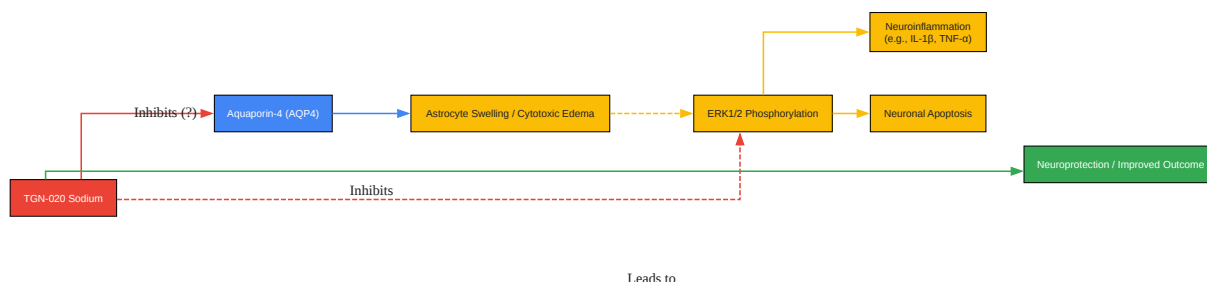 Neuroinflammation
(e.g., IL-1β, TNF-α)
Inhibits (?)
Aquaporin-4 (AQP4)
Astrocyte Swelling / Cytotoxic Edema
ERK1/2 Phosphorylation
Neuronal Apoptosis
Neuroprotection / Improved Outcome
TGN-020 Sodium
Inhibits
Leads to